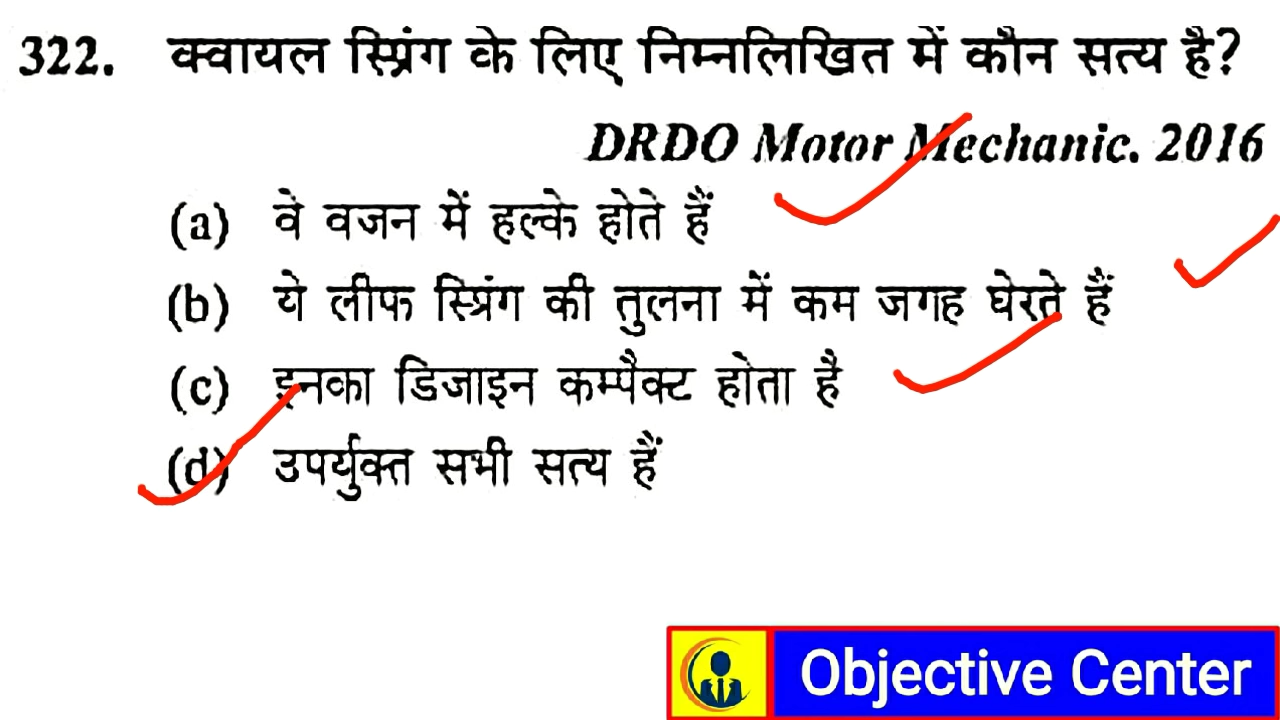 322. क्वायल स्प्रिंग के लिए निम्नलिखित में कौन सत्य है?
DRDO Motor Mechanic. 2016
(a) वे वजन में हल्के होते हैं
(b) ये लीफ स्प्रिंग की तुलना में कम जगह घेरते हैं
(c) इनका डिजाइन कम्पैक्ट होता है
(d) उपर्युक्त सभी सत्य हैं
Objective Center